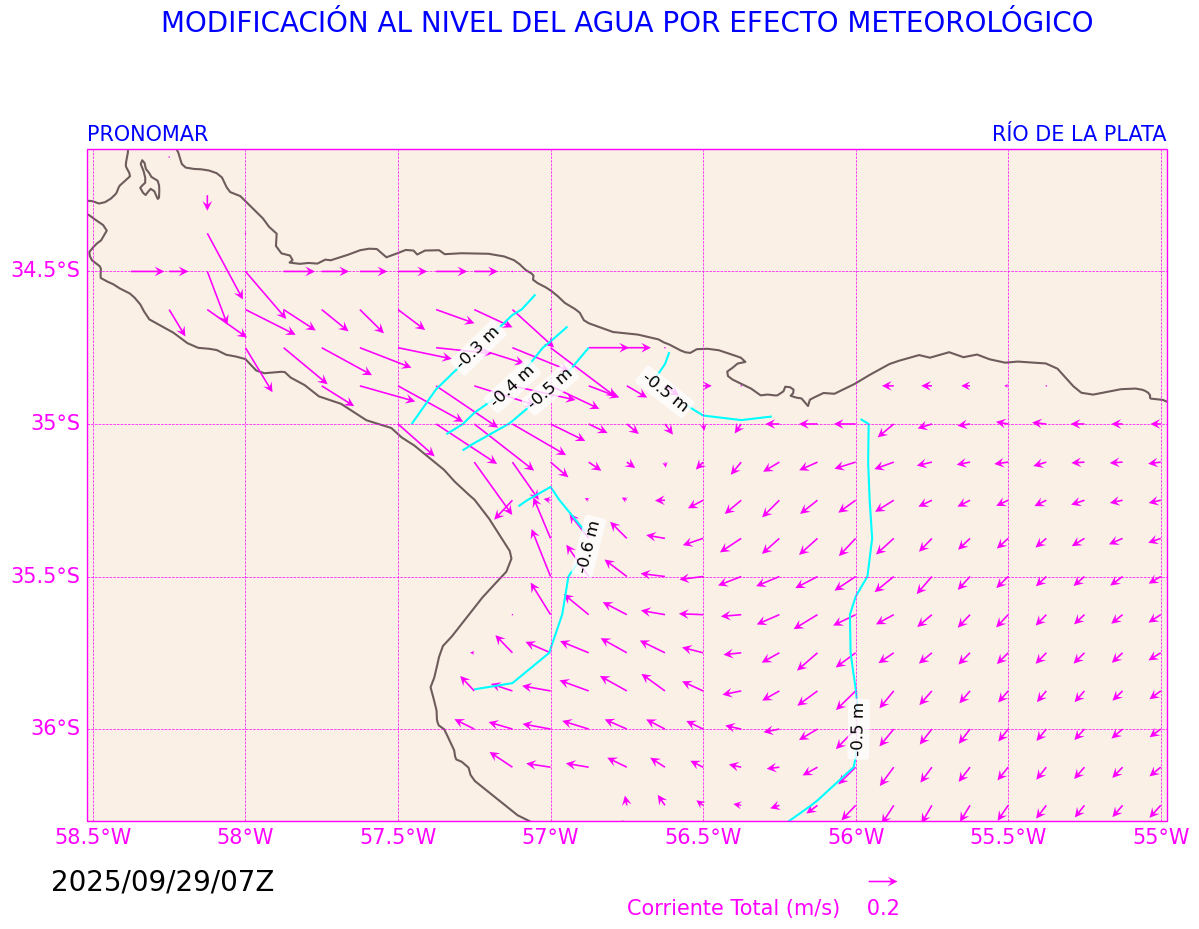 MODIFICACIÓN AL NIVEL DEL AGUA POR EFECTO METEOROLÓGICO
PRONOMAR
RÍO DE LA PLATA
34.5°S
-0.3 m
-0.4 m
-0.5 m
-0.5 m
35°S
-0.6 m
35.5°S
36°S
-0.5 m
58.5°W
58°W
57.5°W
57°W
56.5°W
56°W
55.5°W
55°W
2025/09/29/07Z
Corriente Total (m/s)
0.2